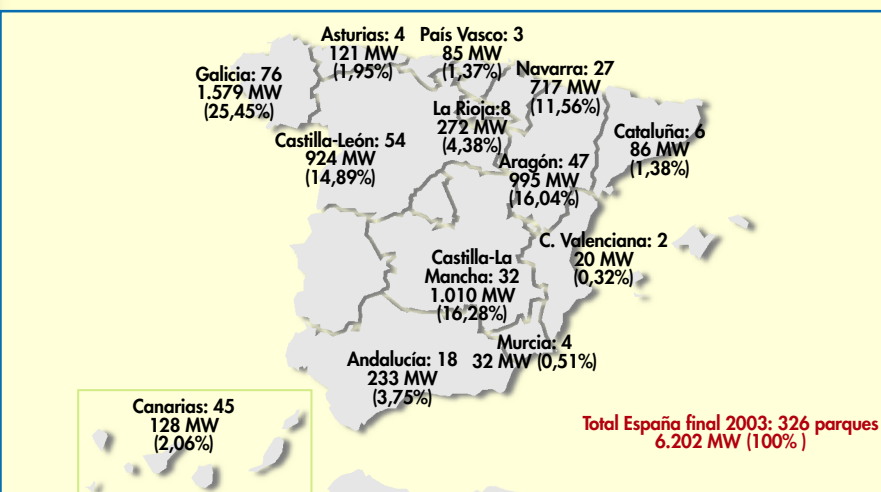 Asturias: 4
121 MW
(1,95%)
País Vasco: 3
85 MW
(1,37%)
Galicia: 76
1.579 MW
(25,45%)
Navarra: 27
717 MW
(11,56%)
La Rioja:8
272 MW
(4,38%)
Cataluña: 6
86 MW
(1,38%)
Castilla-León: 54
924 MW
(14,89%)
Aragón: 47
995 MW
(16,04%)
C. Valenciana: 2
20 MW
(0,32%)
Castilla-La
Mancha: 32
1.010 MW
(16,28%)
Murcia: 4
32 MW (0,51%)
Andalucía: 18
233 MW
(3,75%)
Canarias: 45
128 MW
(2,06%)
Total España final 2003: 326 parques
6.202 MW (100% )